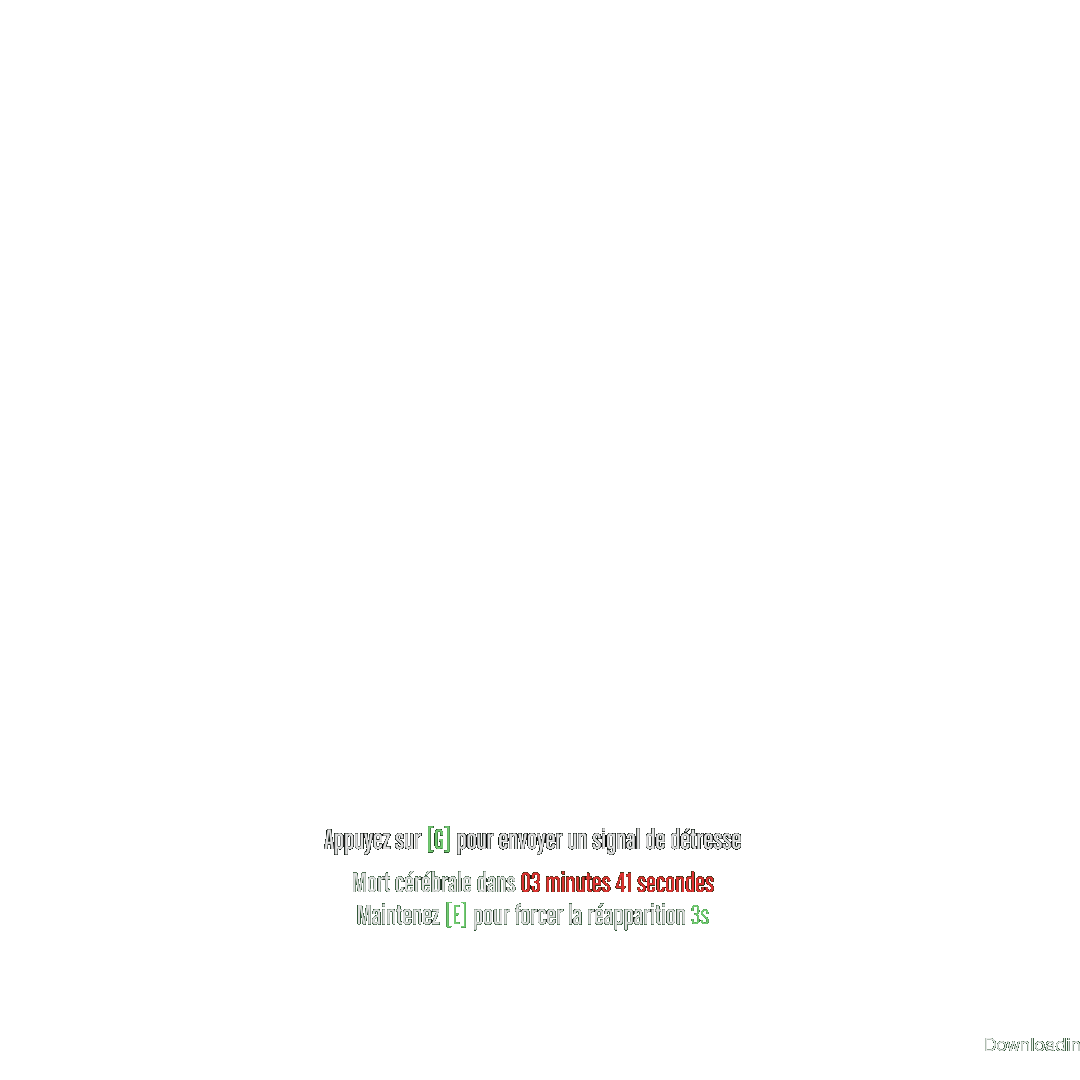 Appuyez sur [G] pour envoyer un signal de détresse
Mort cérébrale dans 03 minutes 41 secondes
Maintenez [E] pour forcer la réapparition 3s
Downloadin